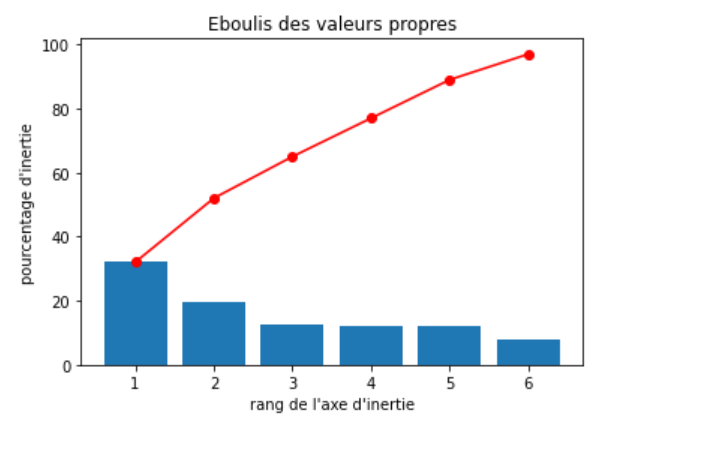 Eboulis des valeurs propres
100
80
60
40
20
0
pourcentage d'inertie
1 2 3 4 5 6
rang de l'axe d'inertie